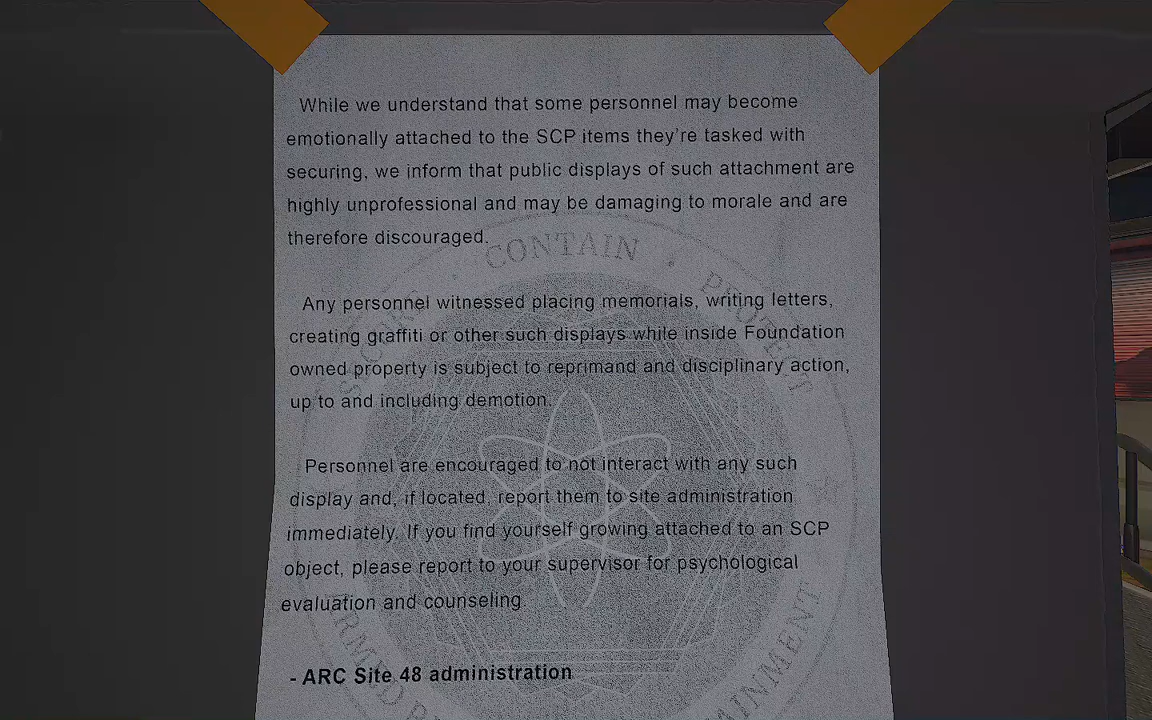 While we understand that some personnel may become
emotionally attached to the SCP items they're tasked with
securing, we inform that public displays of such attachment are
highly unprofessional and may be damaging to morale and are
therefore discouraged.
Any personnel witnessed placing memorials, writing letters,
creating graffiti or other such displays while inside Foundation
owned property is subject to reprimand and disciplinary action,
up to and including demotion.
Personnel are encouraged to not interact with any such
display and, if located, report them to site administration
immediately. If you find yourself growing attached to an SCP
object, please report to your supervisor for psychological
evaluation and counseling.
- ARC Site 48 administration
CONTAIN
PROTECT